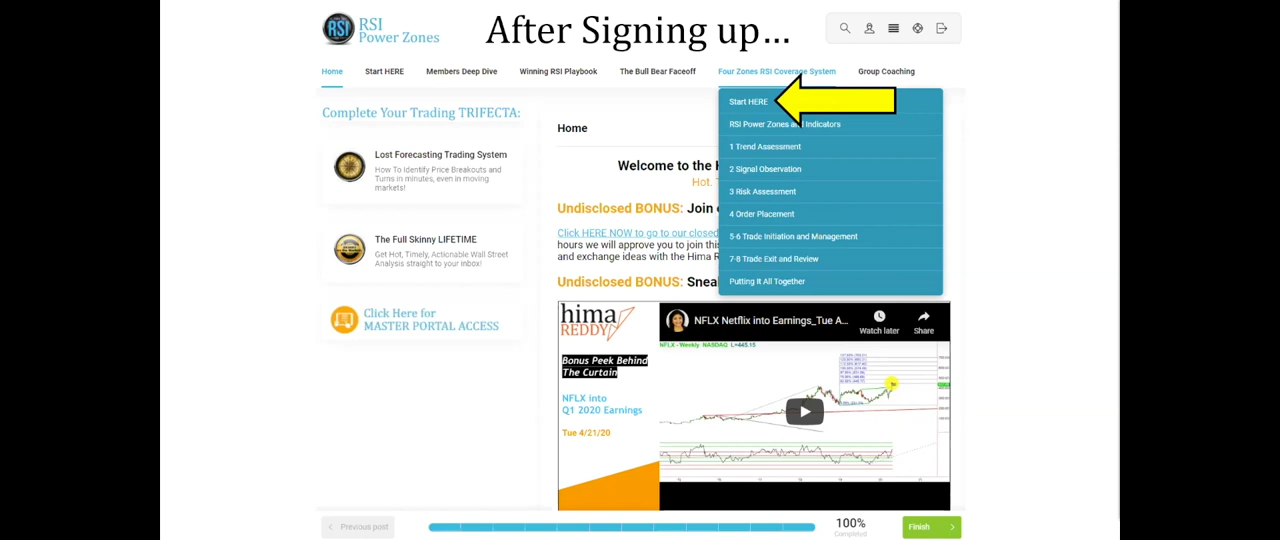 RSI
RSI
Power Zones
After Signing up...
Home
Start HERE
Members Deep Dive
Winning RSI Playbook
The Bull Bear Faceoff
Four Zones RSI Coverage System
Group Coaching
Complete Your Trading TRIFECTA:
Lost Forecasting Trading System
How To Identify Price Breakouts and
Turns in minutes, even in moving
markets!
The Full Skinny LIFETIME
Get Hot, Timely, Actionable Wall Street
Analysis straight to your inbox!
Click Here for
MASTER PORTAL ACCESS
Start HERE
RSI Power Zones and Indicators
1 Trend Assessment
2 Signal Observation
3 Risk Assessment
4 Order Placement
5-6 Trade Initiation and Management
7-8 Trade Exit and Review
Putting It All Together
Home
Welcome to the
Hot.
Undisclosed BONUS: Join
Click HERE NOW to go to our closed
hours we will approve you to join this
and exchange ideas with the Hima R
Undisclosed BONUS: Snea
hima
REDDY
Bonus Peek Behind
The Curtain
NFLX into
Q1 2020 Earnings
Tue 4/21/20
NFLX Netflix into Earnings_Tue A...
Watch later
Share
NFLX - Weekly NASDAQ L=445.15
Previous post
100%
Completed
Finish